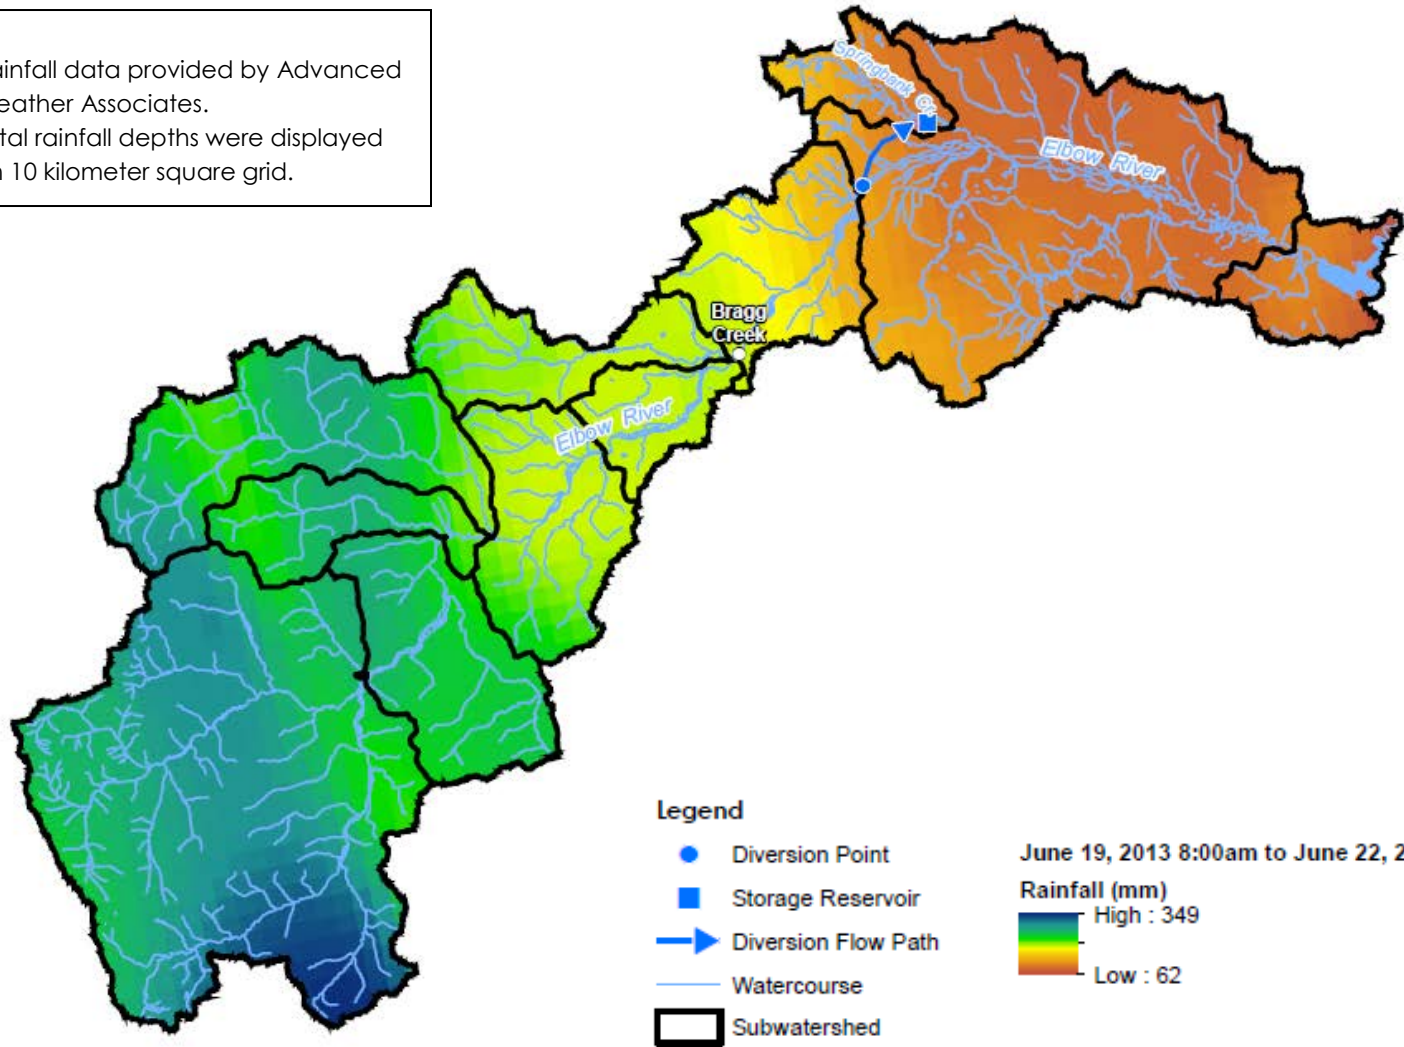 ainfall data provided by Advanced
eather Associates.
tal rainfall depths were displayed
n 10 kilometer square grid.
Springbank Cr.
Elbow River
Bragg
Creek
Elbow River
Legend
Diversion Point
Storage Reservoir
Diversion Flow Path
Watercourse
Subwatershed
June 19, 2013 8:00am to June 22, 2
Rainfall (mm)
High : 349
Low : 62